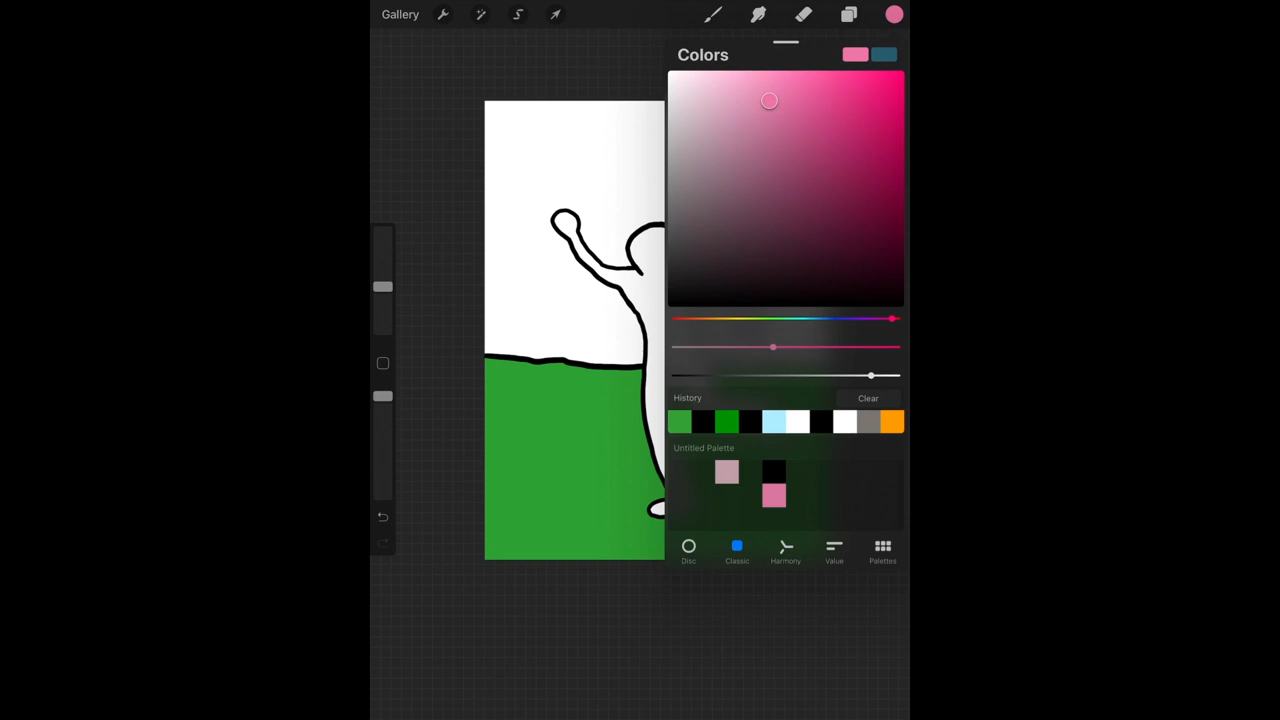 Gallery
Colors
History
Clear
Untitled Palette
Disc
Classic
Harmony
Value
Palettes